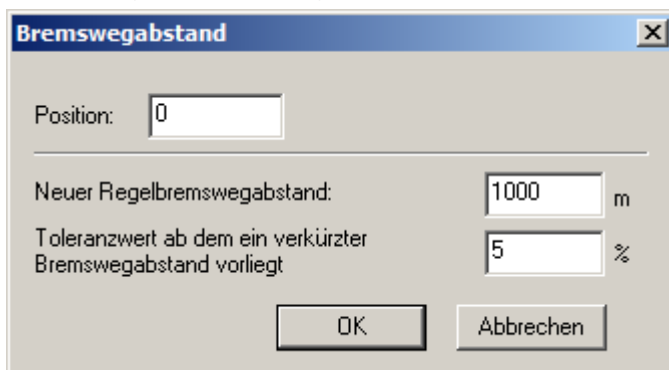 Bremswegabstand
Position: 0
Neuer Regelbremswegabstand: 1000 m
Toleranzwert ab dem ein verkürzter
Bremswegabstand vorliegt 5 %
OK Abbrechen